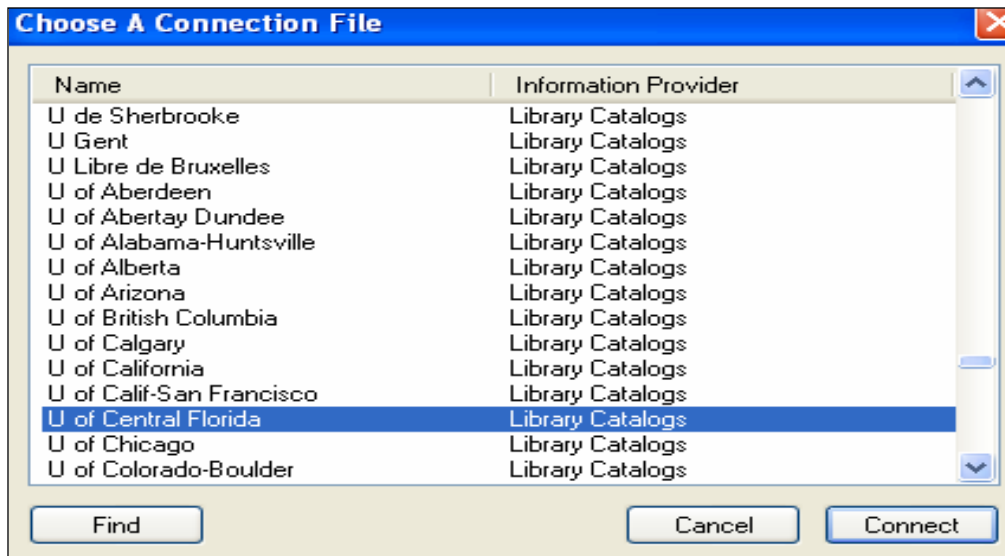 Choose A Connection File
Name Information Provider
U de Sherbrooke Library Catalogs
U Gent Library Catalogs
U Libre de Bruxelles Library Catalogs
U of Aberdeen Library Catalogs
U of Abertay Dundee Library Catalogs
U of Alabama-Huntsville Library Catalogs
U of Alberta Library Catalogs
U of Arizona Library Catalogs
U of British Columbia Library Catalogs
U of Calgary Library Catalogs
U of California Library Catalogs
U of Calif-San Francisco Library Catalogs
U of Central Florida Library Catalogs
U of Chicago Library Catalogs
U of Colorado-Boulder Library Catalogs
Find Cancel Connect